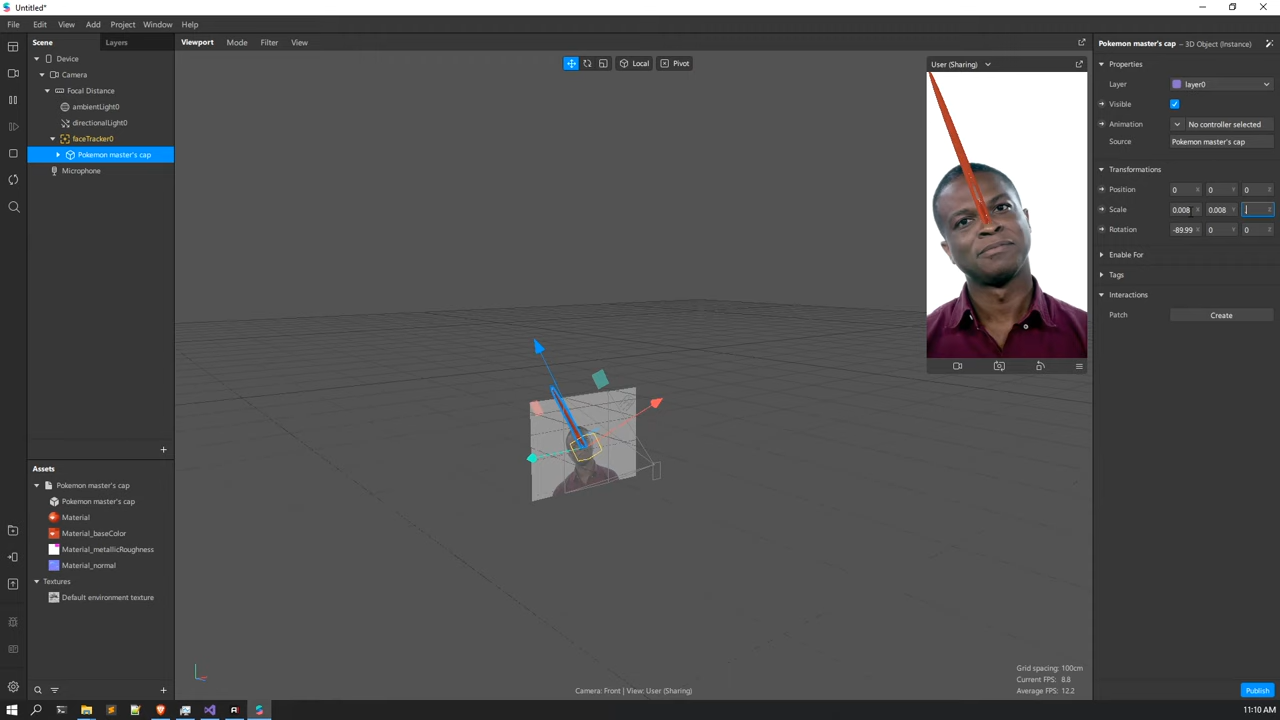 Untitled*
File Edit View Add Project Window Help
Scene Layers
Viewport Mode Filter View
Local Pivot
Device
Camera
Focal Distance
ambientLight0
directionalLight0
faceTracker0
Pokemon master's cap
Microphone
Assets
Pokemon master's cap
Pokemon master's cap
Material
Material_baseColor
Material_metallicRoughness
Material_normal
Textures
Default environment texture
User (Sharing)
Grid spacing: 100cm
Current FPS: 8.8
Average FPS: 12.2
Camera: Front | View: User (Sharing)
Pokemon master's cap – 3D Object (Instance)
Properties
Layer layer0
Visible
Animation No controller selected
Source Pokemon master's cap
Transformations
Position 0 X 0 Y 0 Z
Scale 0.008 X 0.008 Y Z
Rotation -89.99 X 0 Y 0 Z
Enable For
Tags
Interactions
Patch Create
Publish
11:10 AM